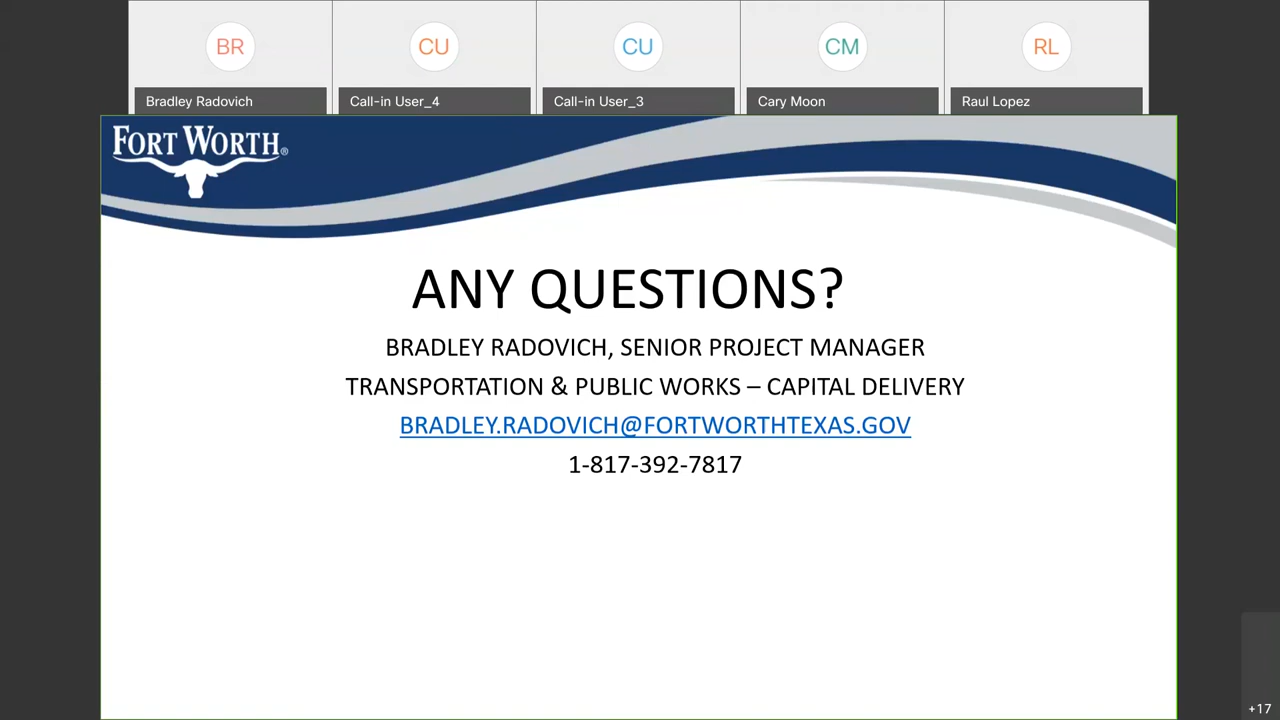 BR
CU
CU
CM
RL
Bradley Radovich
Call-in User_4
Call-in User_3
Cary Moon
Raul Lopez
FORT WORTH®
ANY QUESTIONS?
BRADLEY RADOVICH, SENIOR PROJECT MANAGER
TRANSPORTATION & PUBLIC WORKS – CAPITAL DELIVERY
BRADLEY.RADOVICH@FORTWORTHTEXAS.GOV
1-817-392-7817
+17